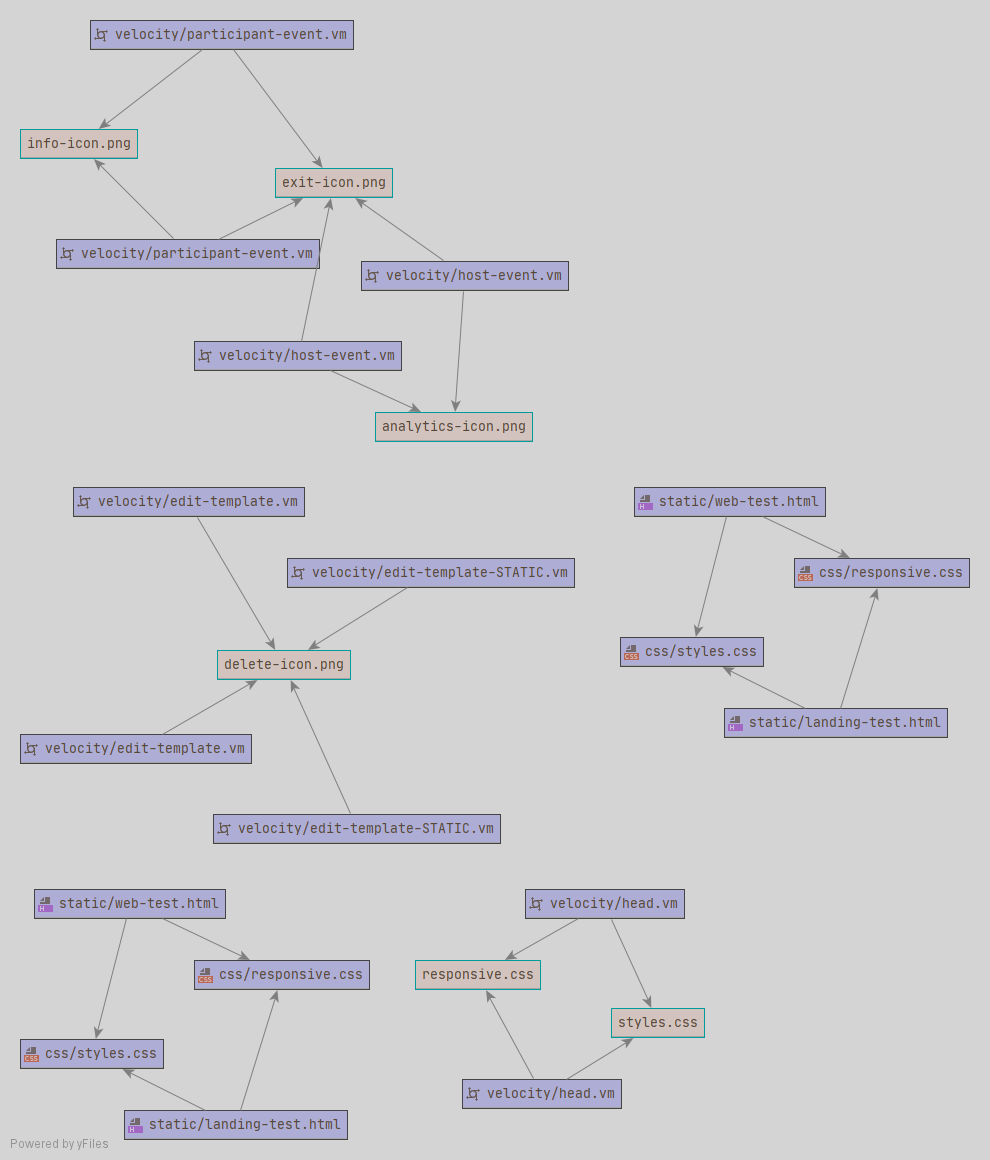 velocity/participant-event.vm
info-icon.png
exit-icon.png
velocity/participant-event.vm
velocity/host-event.vm
velocity/host-event.vm
analytics-icon.png
velocity/edit-template.vm
static/web-test.html
velocity/edit-template-STATIC.vm
css/responsive.css
css/styles.css
delete-icon.png
static/landing-test.html
velocity/edit-template.vm
velocity/edit-template-STATIC.vm
static/web-test.html
velocity/head.vm
css/responsive.css
responsive.css
styles.css
css/styles.css
velocity/head.vm
static/landing-test.html
Powered by yFiles